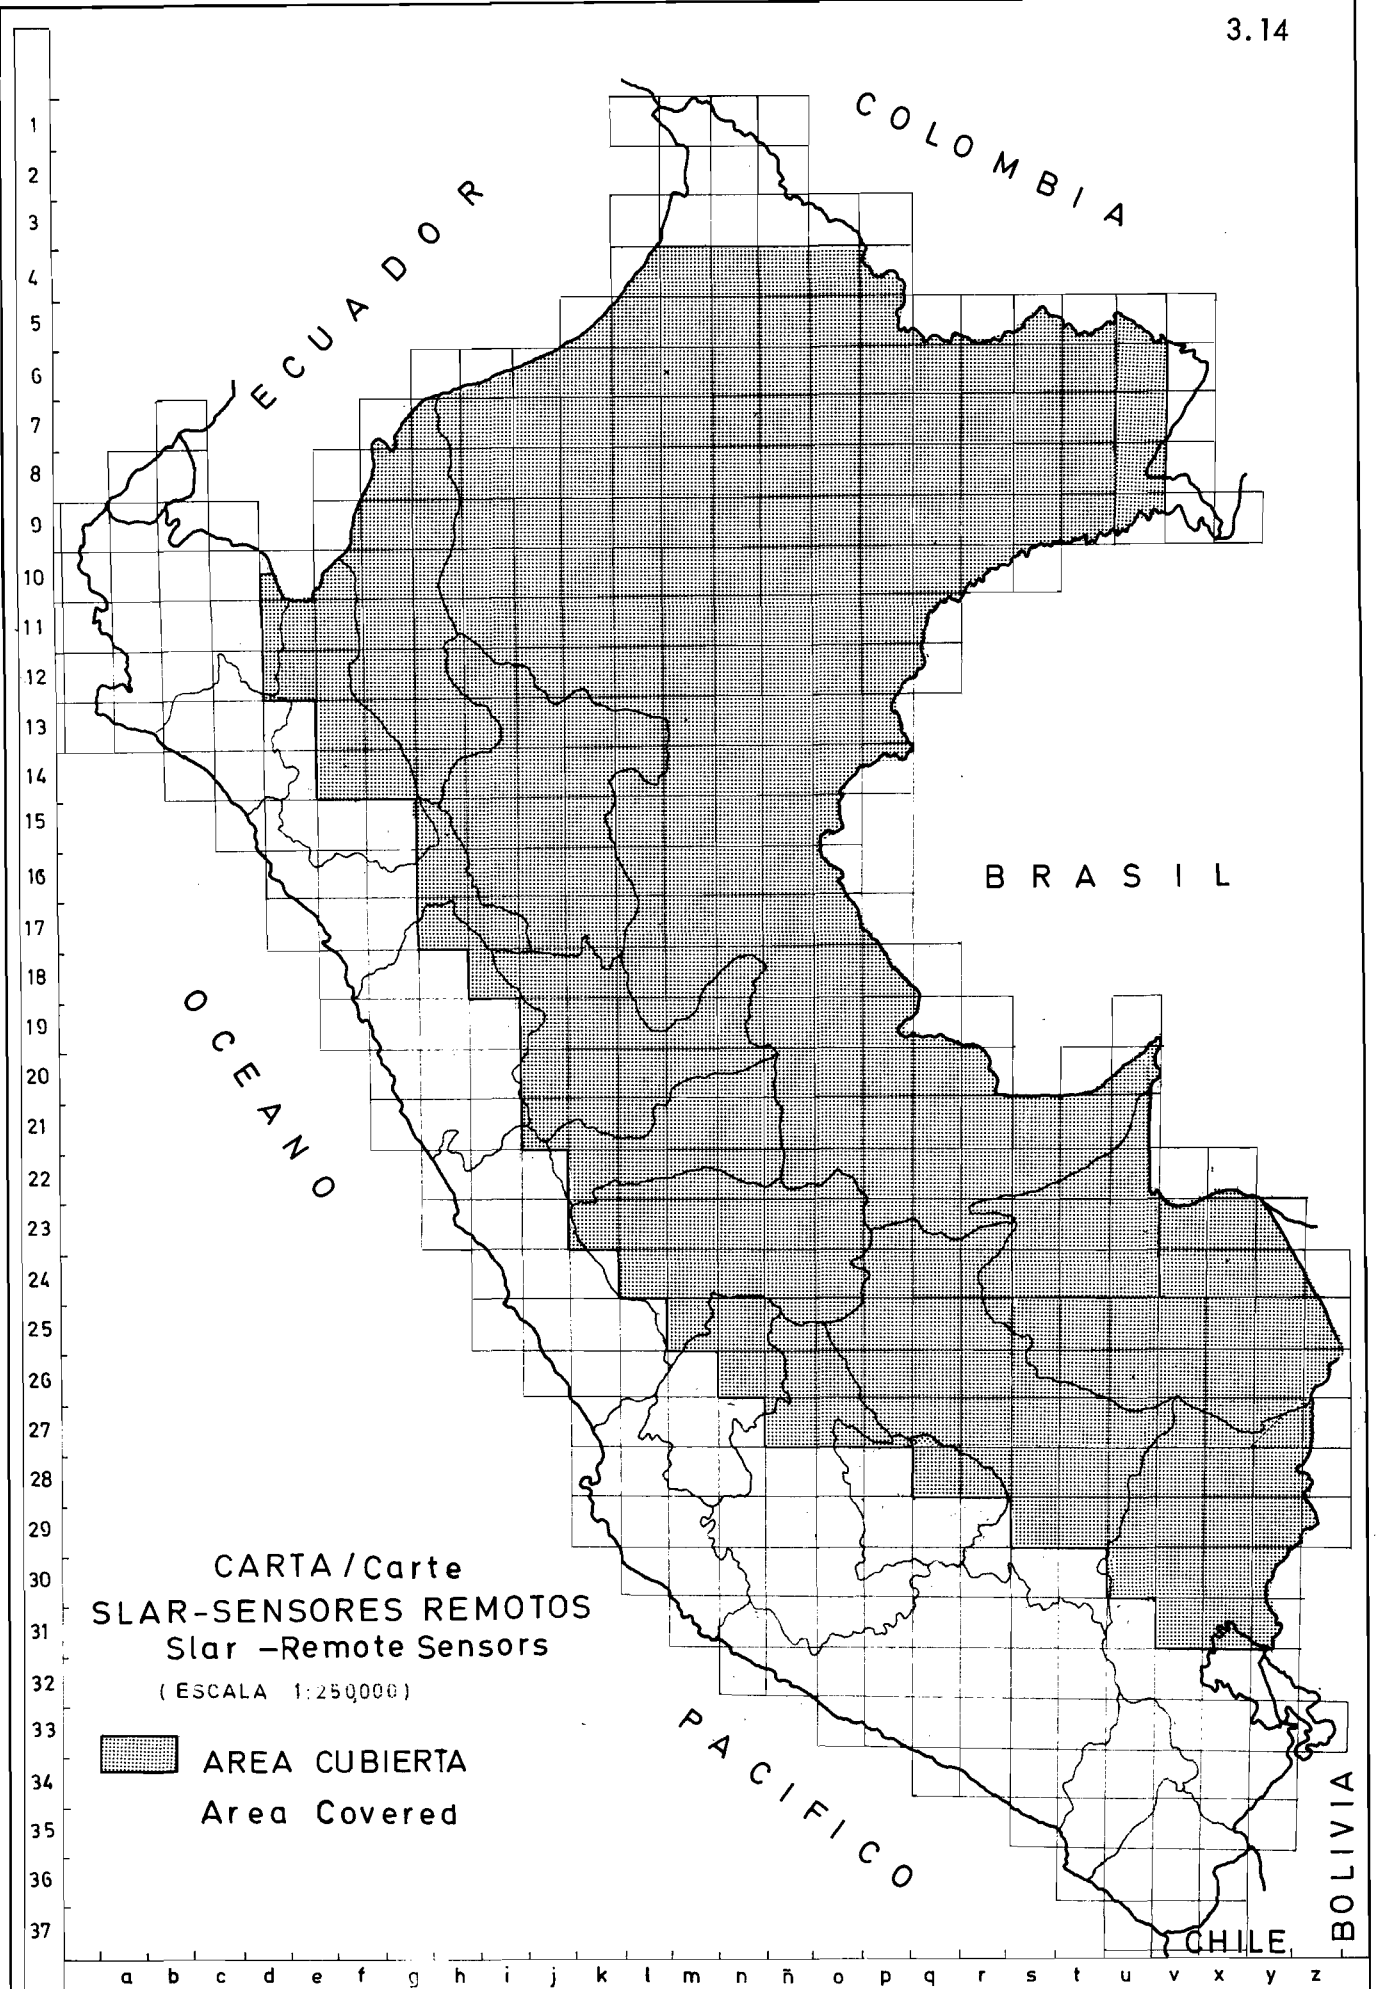 3.14
COLOMBIA
ECUADOR
BRASIL
OCEANO
PACIFICO
BOLIVIA
CHILE
CARTA/Carte
SLAR-SENSORES REMOTOS
Slar -Remote Sensors
(ESCALA 1:250,000)
AREA CUBIERTA
Area Covered
1
2
3
4
5
6
7
8
9
10
11
12
13
14
15
16
17
18
19
20
21
22
23
24
25
26
27
28
29
30
31
32
33
34
35
36
37
a b c d e f g h i j k l m n ñ o p q r s t u v x y z